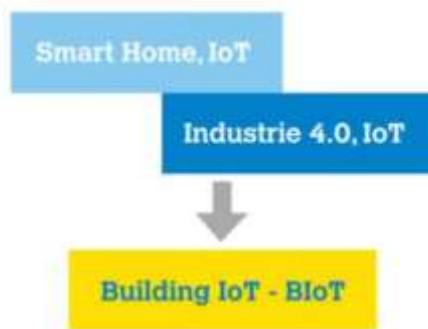 Smart Home, IoT
Industrie 4.0, IoT
Building IoT - BIoT